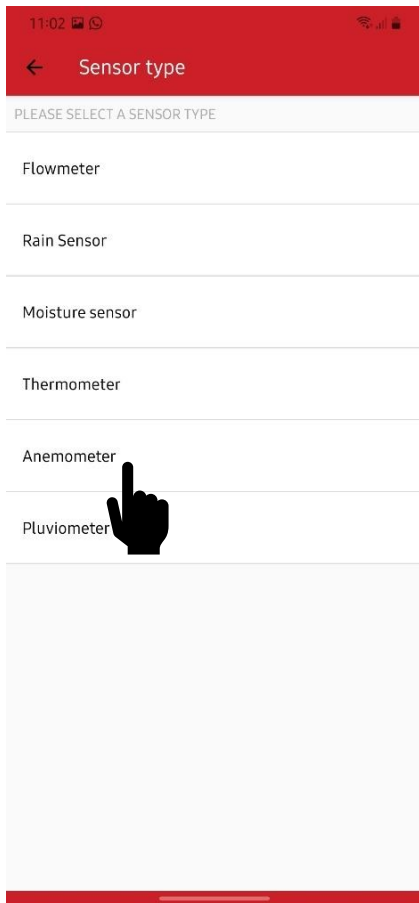 11:02
Sensor type
PLEASE SELECT A SENSOR TYPE
Flowmeter
Rain Sensor
Moisture sensor
Thermometer
Anemometer
Pluviometer